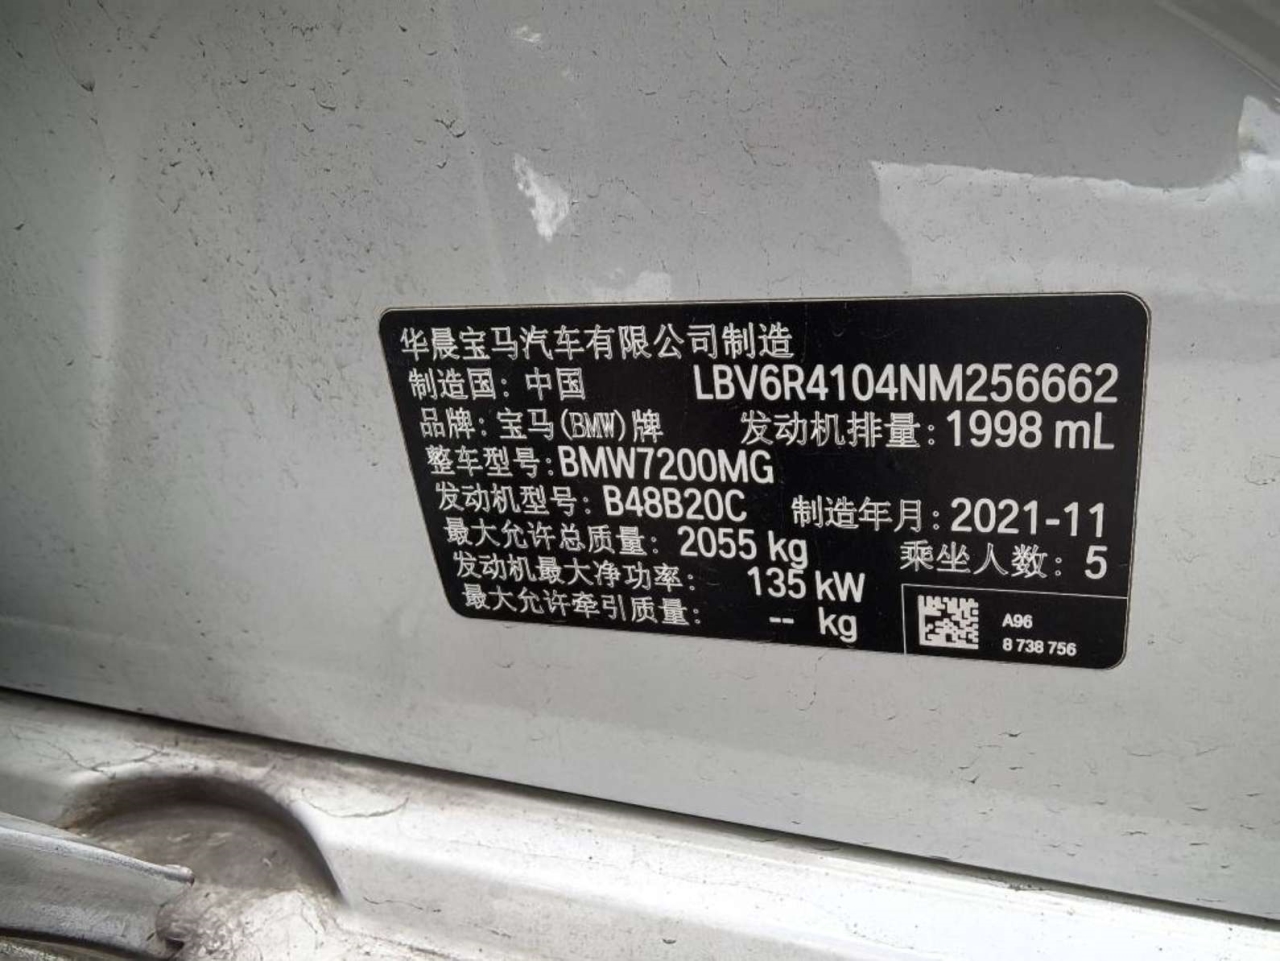 华晨宝马汽车有限公司制造
制造国：中国 LBV6R4104NM256662
品牌：宝马(BMW)牌 发动机排量：1998 mL
整车型号：BMW7200MG
发动机型号：B48B20C 制造年月：2021-11
最大允许总质量：2055 kg 乘坐人数：5
发动机最大净功率： 135 kW
最大允许牵引质量： -- kg
A96
8 738 756